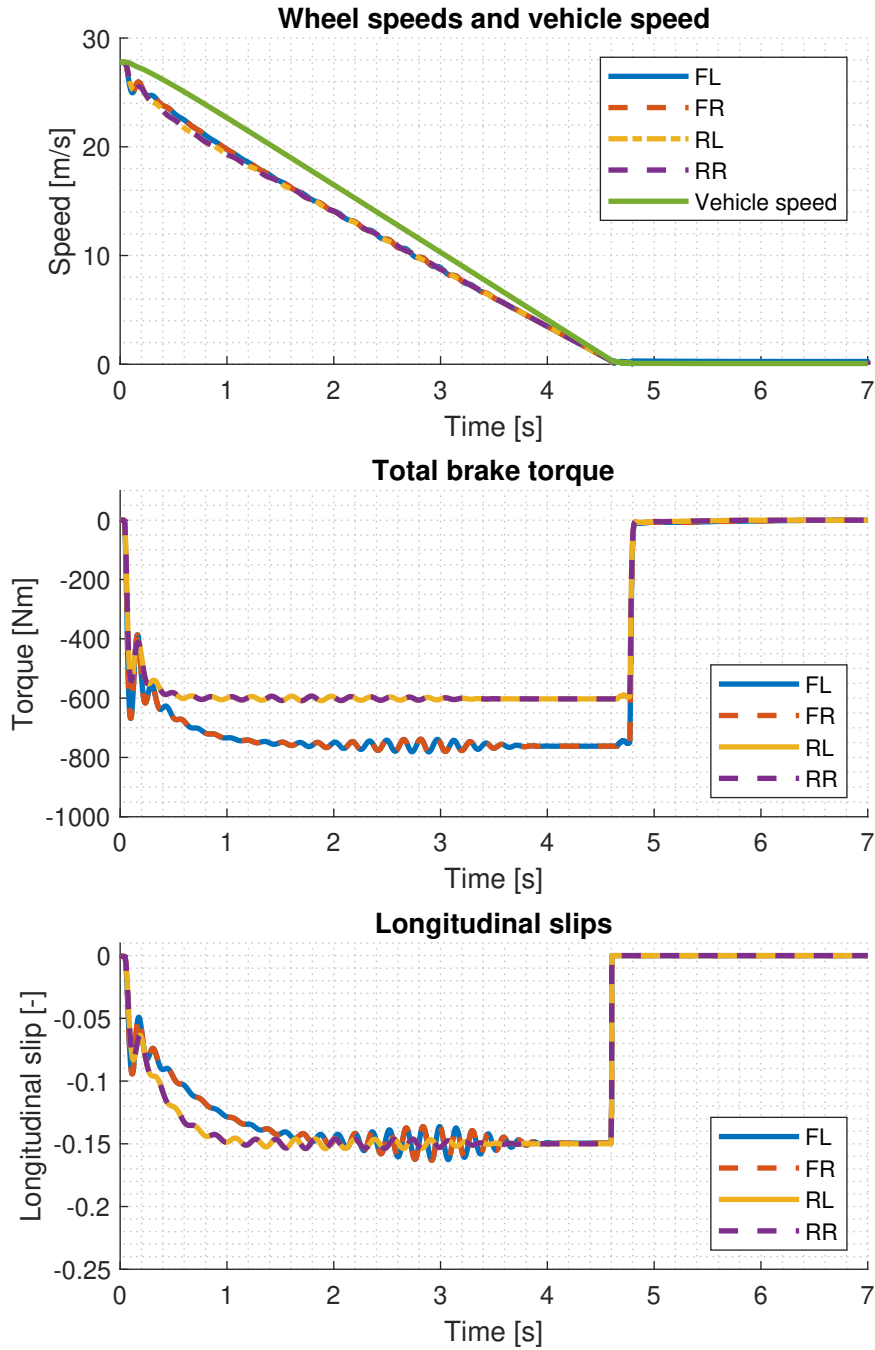 Wheel speeds and vehicle speed
30
20
10
0
Speed [m/s]
FL
FR
RL
RR
Vehicle speed
0 1 2 3 4 5 6 7
Time [s]
Total brake torque
0
-200
-400
-600
-800
-1000
Torque [Nm]
FL
FR
RL
RR
0 1 2 3 4 5 6 7
Time [s]
Longitudinal slips
0
-0.05
-0.1
-0.15
-0.2
-0.25
Longitudinal slip [-]
FL
FR
RL
RR
0 1 2 3 4 5 6 7
Time [s]